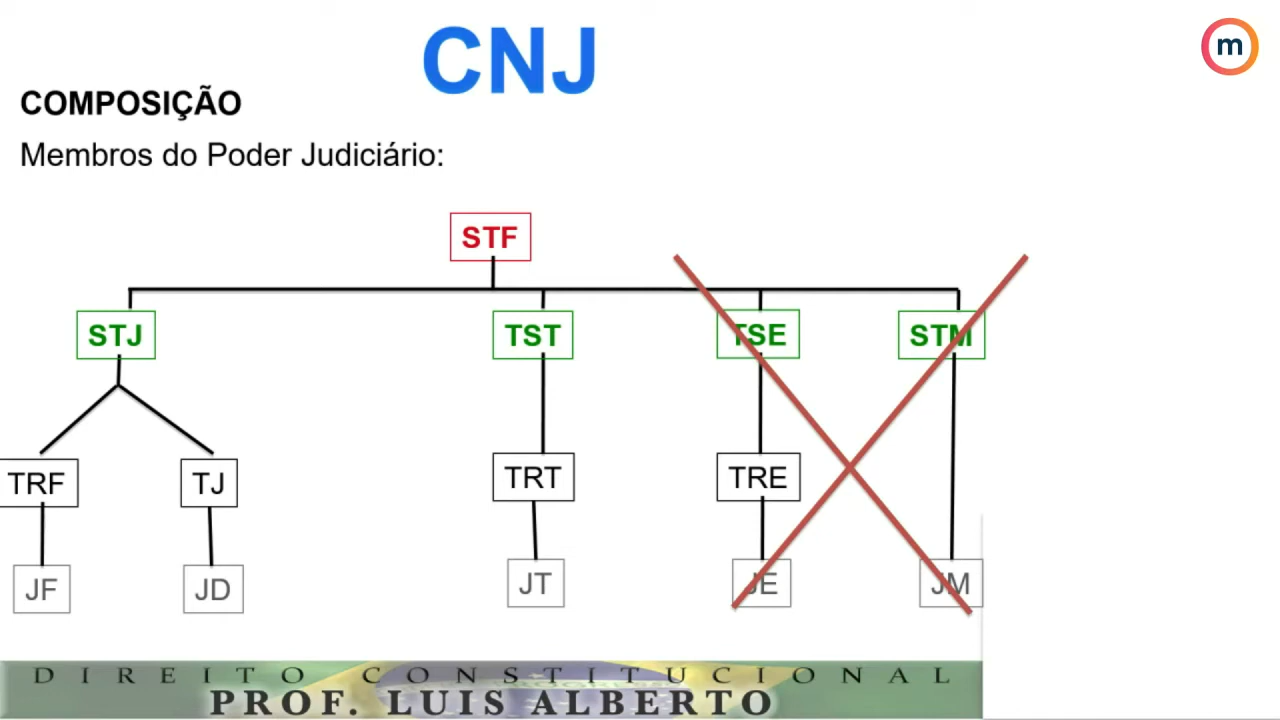 CNJ
m
COMPOSIÇÃO
Membros do Poder Judiciário:
STF
STJ TST TSE STM
TRF TJ TRT TRE
JF JD JT JE JM
DIREITO CONSTITUCIONAL
PROF. LUIS ALBERTO